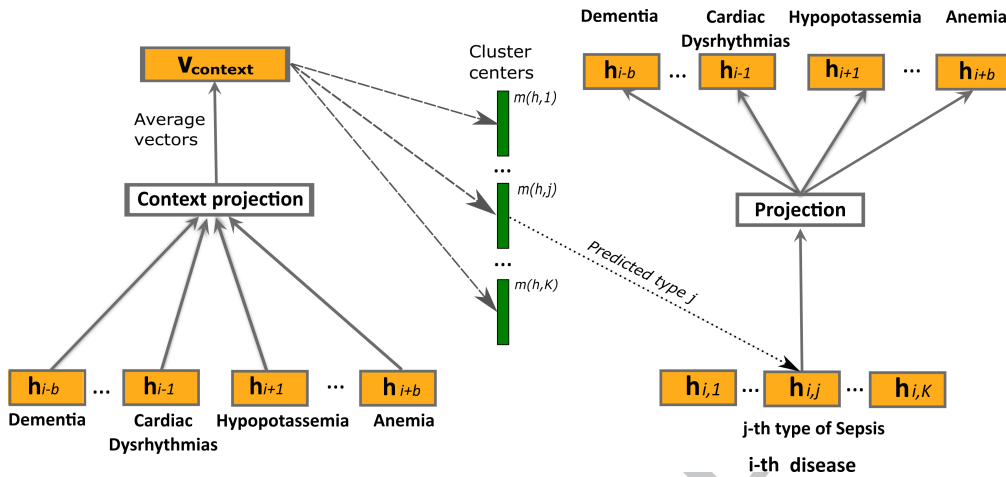 V context
Average
vectors
Context projection
h i-b ... h i-1 h i+1 ... h i+b
Dementia
Cardiac
Dysrhythmias
Hypopotassemia
Anemia
Cluster
centers
m(h,1)
...
m(h,j)
...
m(h,K)
Predicted type j
Dementia
Cardiac
Dysrhythmias
Hypopotassemia
Anemia
h i-b ... h i-1 h i+1 ... h i+b
Projection
h i,1 ... h i,j ... h i,K
j-th type of Sepsis
i-th disease